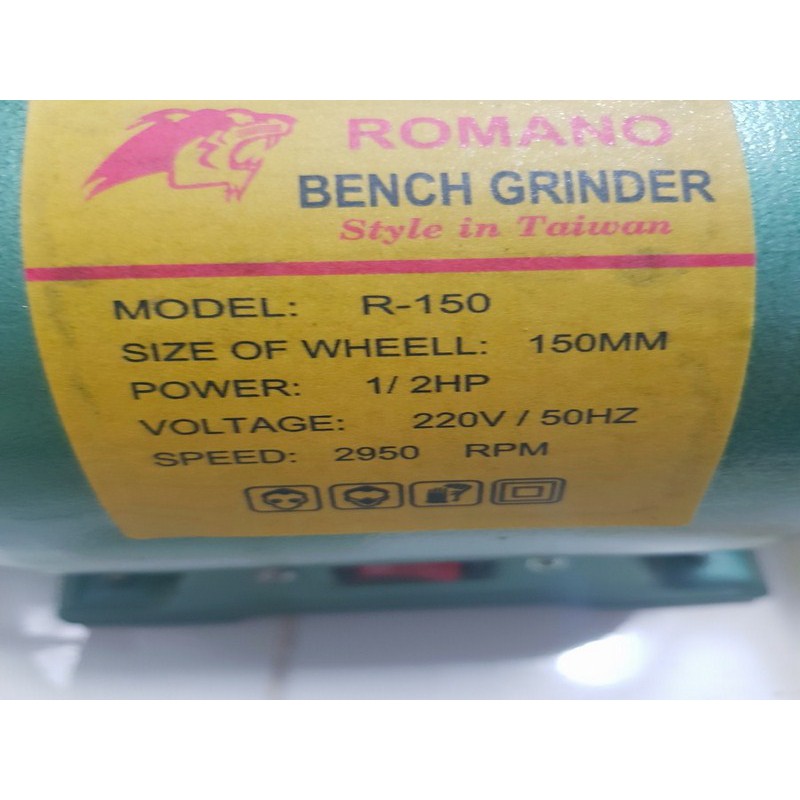 ROMANO
BENCH GRINDER
Style in Taiwan
MODEL: R-150
SIZE OF WHEELL: 150MM
POWER: 1/ 2HP
VOLTAGE: 220V / 50HZ
SPEED: 2950 RPM